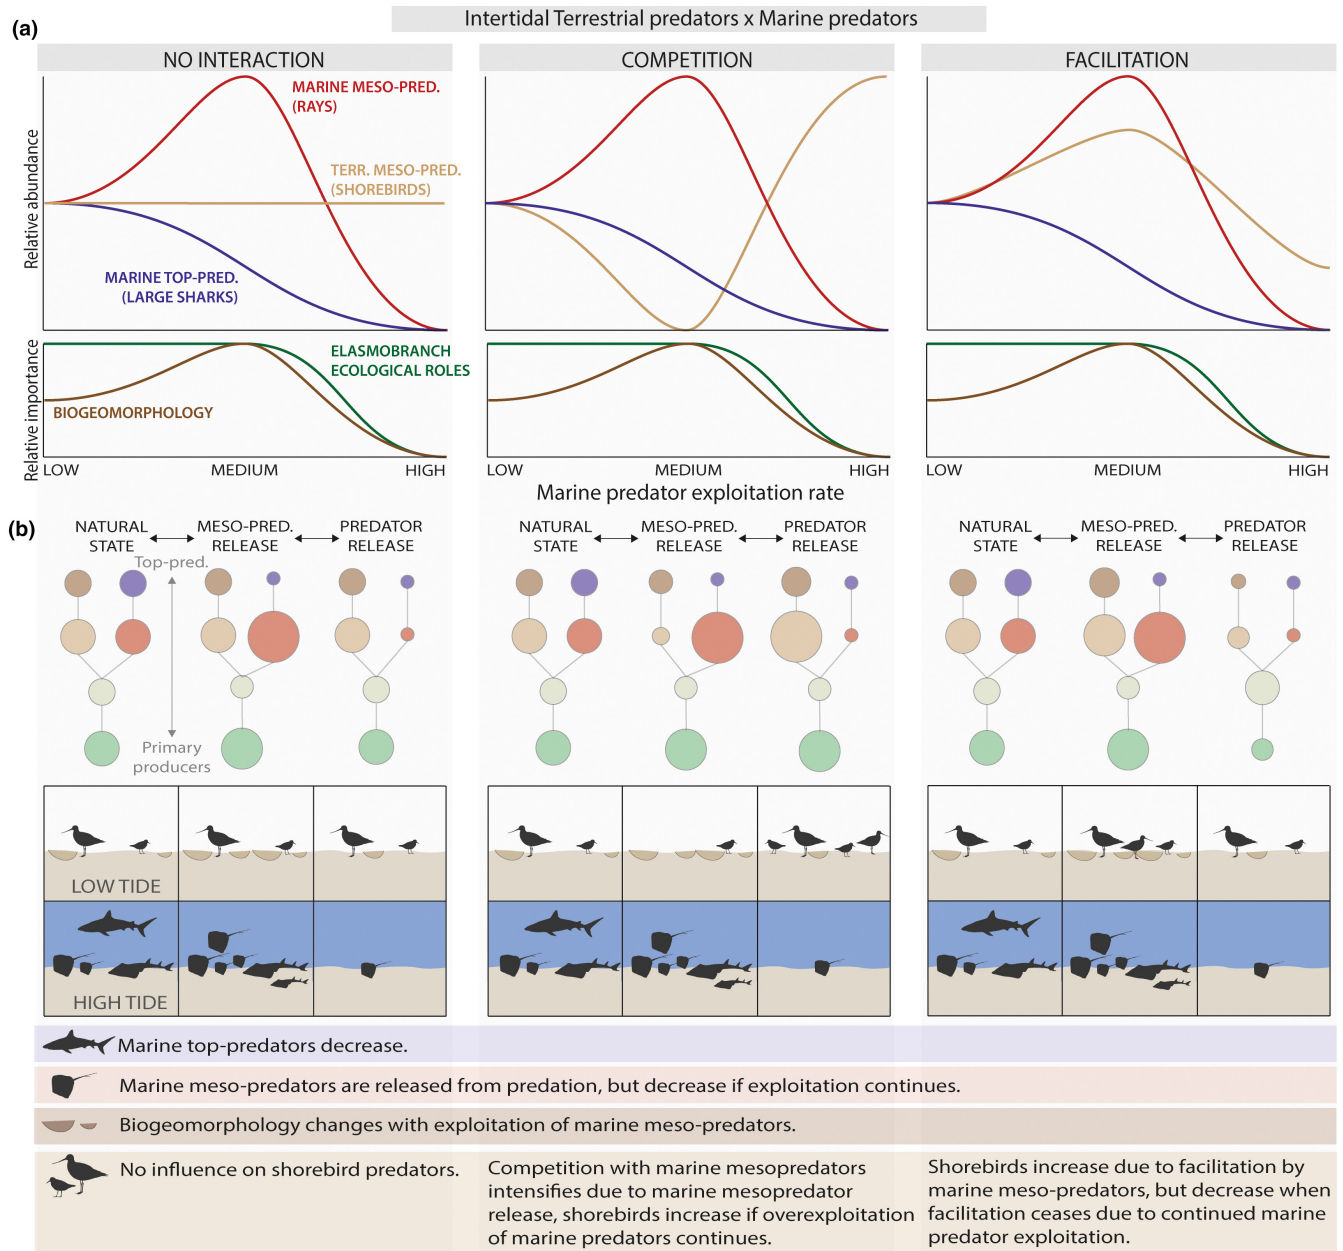 Intertidal Terrestrial predators x Marine predators
(a)
NO INTERACTION
COMPETITION
FACILITATION
Relative abundance
MARINE MESO-PRED.
(RAYS)
TERR. MESO-PRED.
(SHOREBIRDS)
MARINE TOP-PRED.
(LARGE SHARKS)
Relative importance
ELASMOBRANCH
ECOLOGICAL ROLES
BIOGEOMORPHOLOGY
LOW MEDIUM HIGH
LOW MEDIUM HIGH
LOW MEDIUM HIGH
Marine predator exploitation rate
(b)
NATURAL
STATE
MESO-PRED.
RELEASE
PREDATOR
RELEASE
NATURAL
STATE
MESO-PRED.
RELEASE
PREDATOR
RELEASE
NATURAL
STATE
MESO-PRED.
RELEASE
PREDATOR
RELEASE
Top-pred.
Primary
producers
LOW TIDE
HIGH TIDE
Marine top-predators decrease.
Marine meso-predators are released from predation, but decrease if exploitation continues.
Biogeomorphology changes with exploitation of marine meso-predators.
No influence on shorebird predators.
Competition with marine mesopredators
intensifies due to marine mesopredator
release, shorebirds increase if overexploitation
of marine predators continues.
Shorebirds increase due to facilitation by
marine meso-predators, but decrease when
facilitation ceases due to continued marine
predator exploitation.